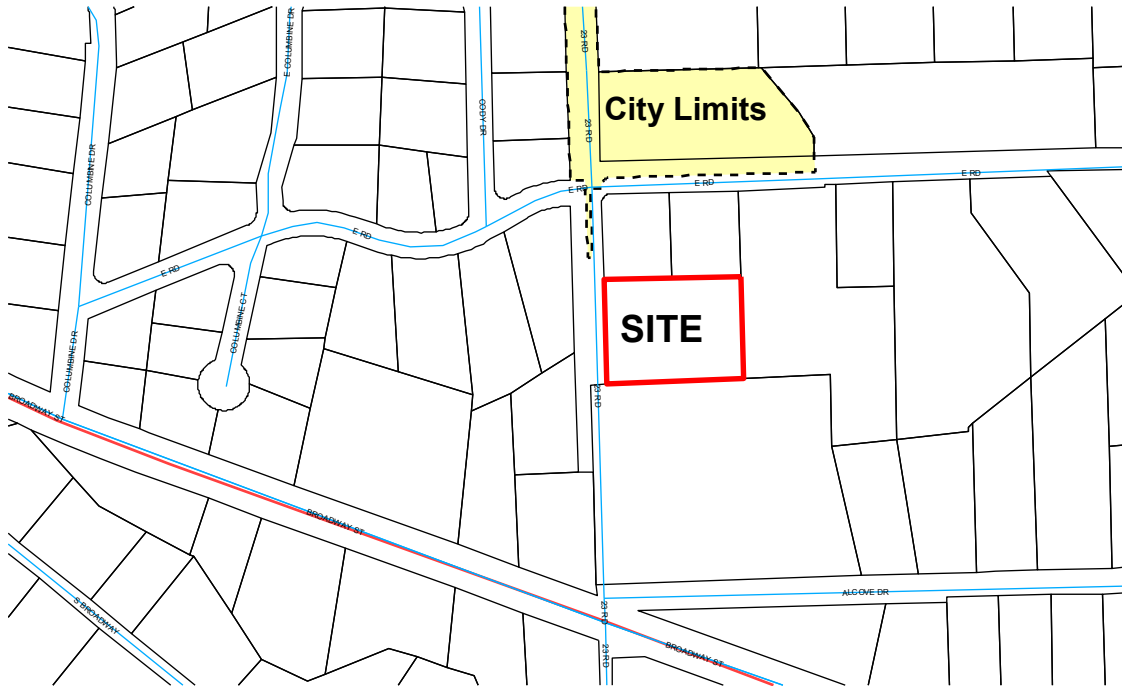 23 RD
E COLUMBINE DR
City Limits
CODY DR
23 RD
COLUMBINE DR
E RD
E RD
E RD
E RD
E RD
COLUMBINE CT
SITE
COLUMBINE DR
23 RD
BROADWAY ST
BROADWAY ST
ALCOVE DR
S BROADWAY
23 RD
23 RD
BROADWAY ST